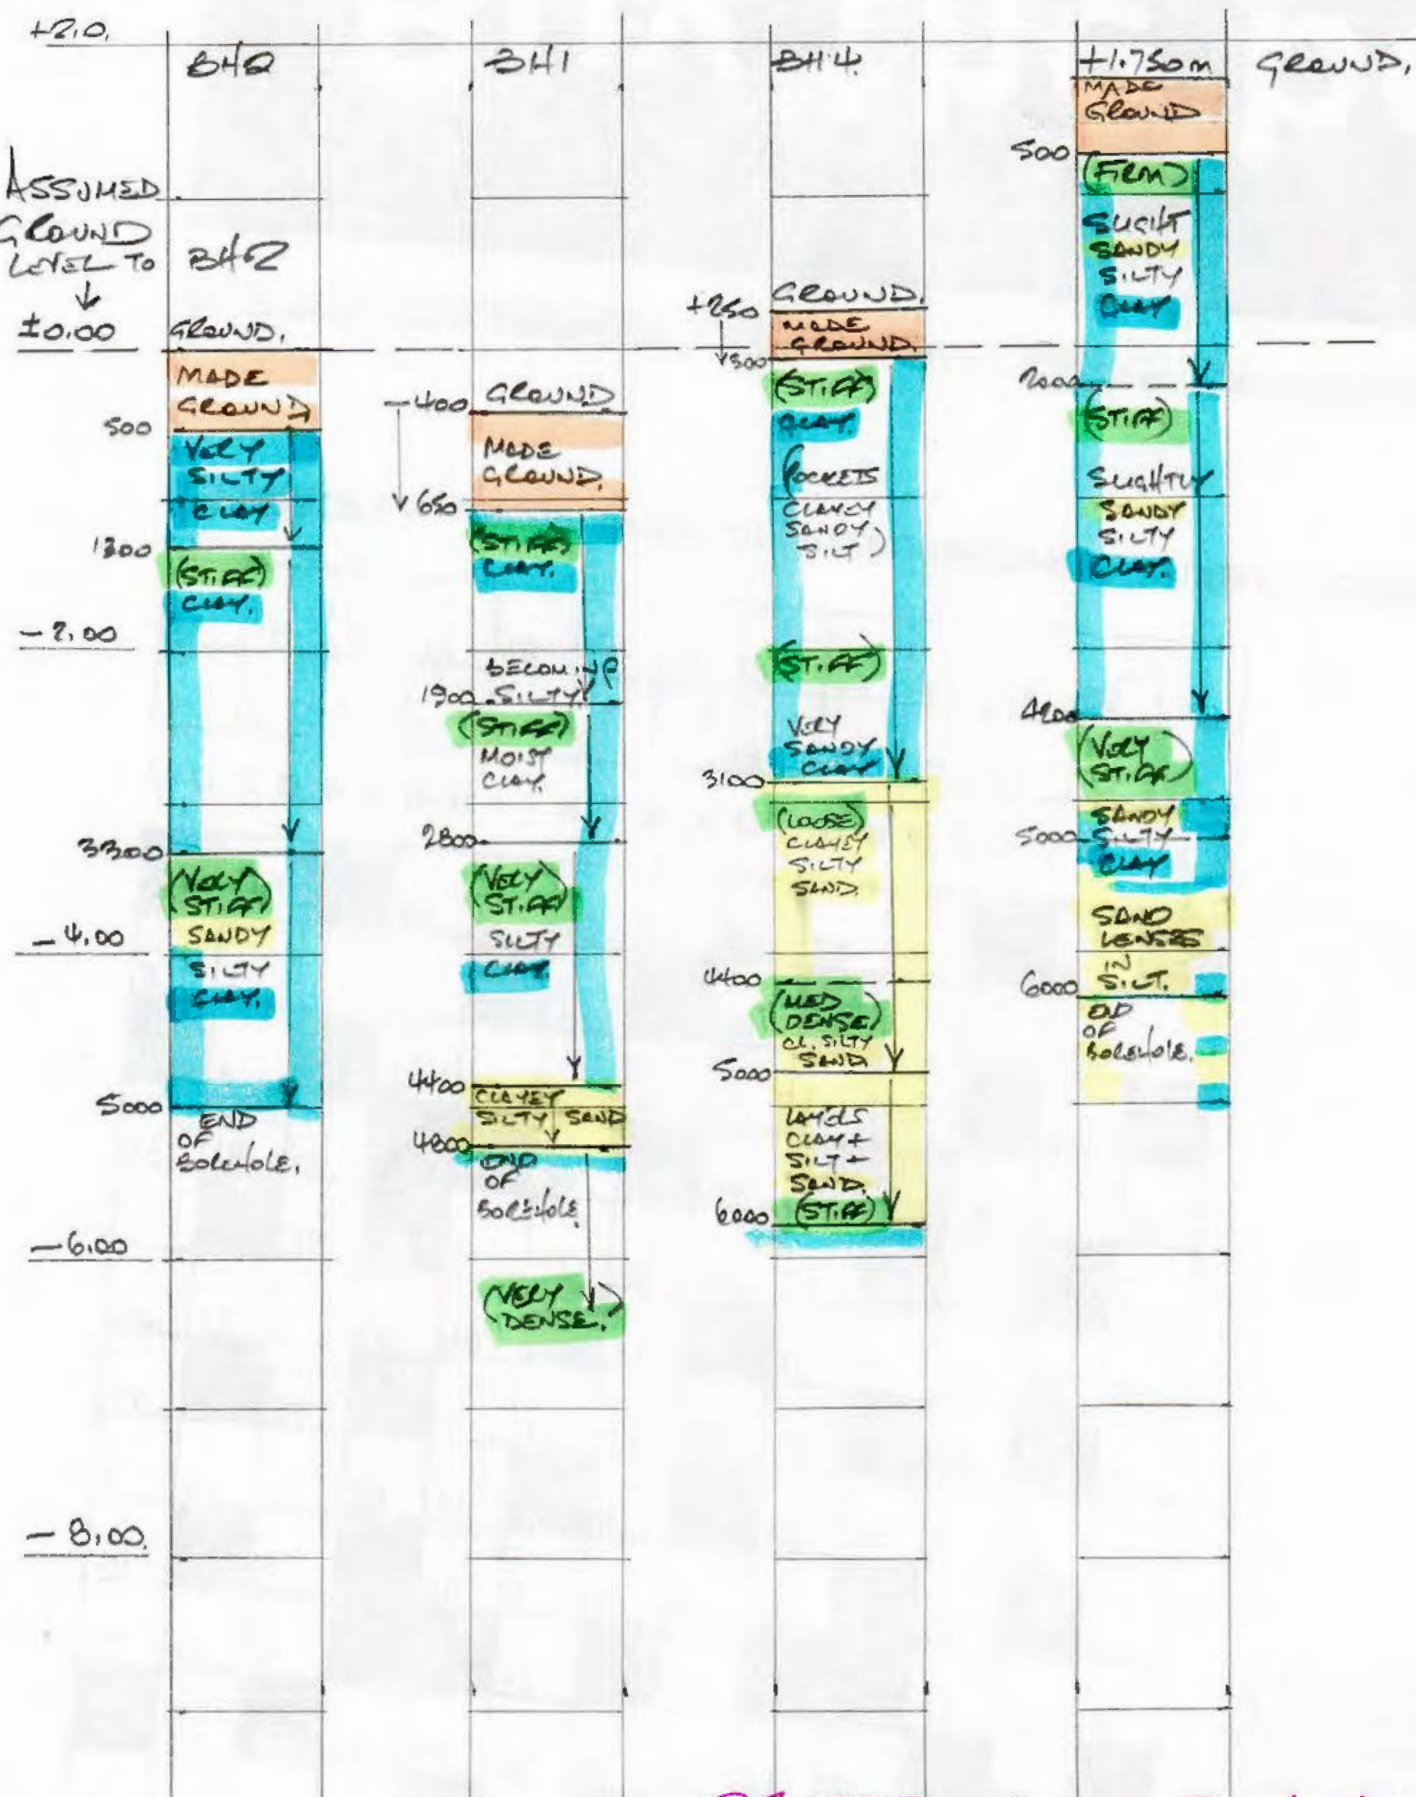 +2.0.
BH2
BH1
BH4.
+1.750m
GROUND.
MADE
GROUND
500
(FIRM)
SLIGHT
SANDY
SILTY
CLAY
2000
(STIFF)
SLIGHTLY
SANDY
SILTY
CLAY.
4200
(VERY
STIFF)
SANDY
5000
SILTY
CLAY
SAND
LENSES
IN
SILT.
6000
END
OF
BOREHOLE.
ASSUMED
GROUND
LEVEL TO
BH2
±0.00
GROUND.
MADE
GROUND
500
VERY
SILTY
CLAY
1300
(STIFF)
CLAY.
-2.00
3300
(VERY
STIFF)
SANDY
-4.00
SILTY
CLAY.
5000
END
OF
BOREHOLE.
-6.00
-8.00.
-400
GROUND
MADE
GROUND.
650
(STIFF)
CLAY.
BECOMING
1900
SILTY
(STIFF)
MOIST
CLAY.
2800
(VERY
STIFF)
SILTY
CLAY.
4400
CLAYEY
SILTY SAND
4800
END
OF
BOREHOLE
(VERY
DENSE.)
+250
GROUND.
MADE
GROUND.
300
(STIFF)
CLAY.
(POCKETS
CLAYEY
SANDY
SILT)
(STIFF)
VERY
SANDY
CLAY
3100
(LOOSE)
CLAYEY
SILTY
SAND.
4400
(MED
DENSE)
CL. SILTY
SAND
5000
LAYERS
CLAY +
SILT +
SAND.
6000
(STIFF)